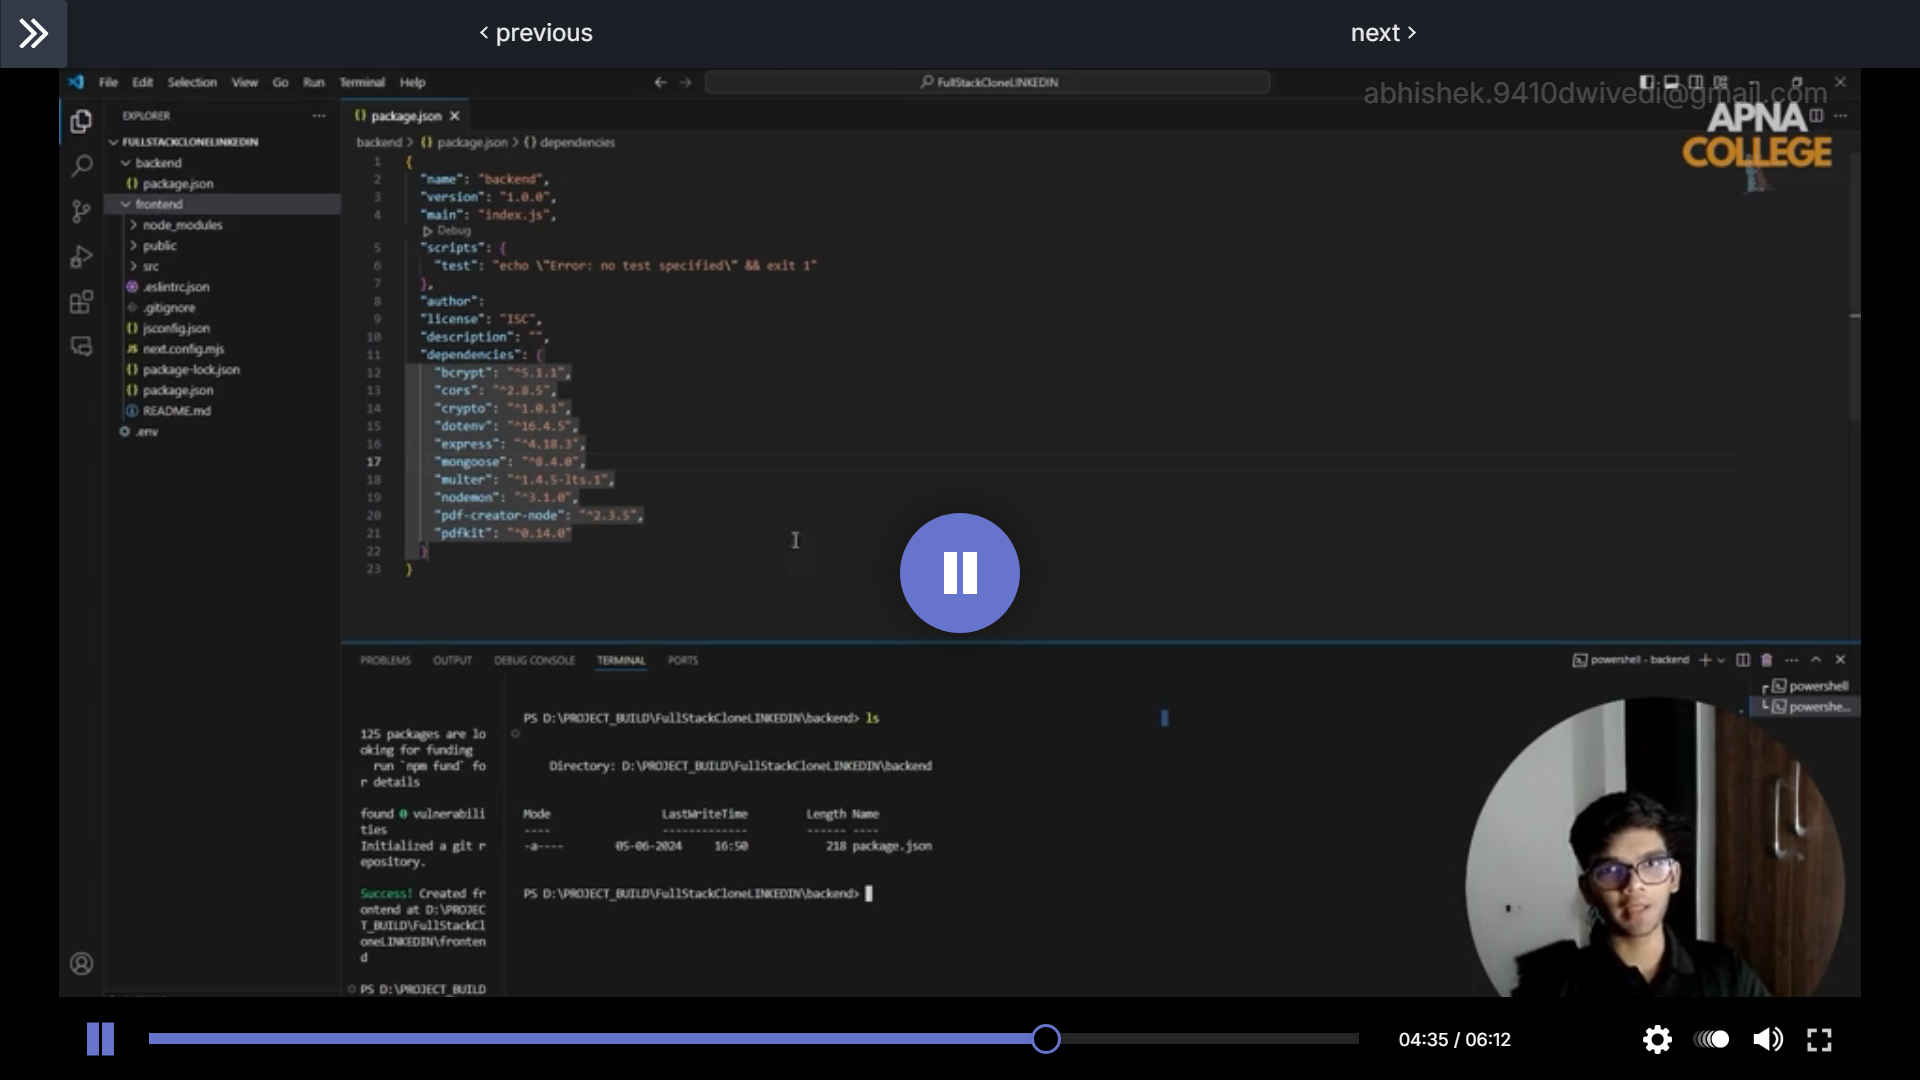 ‹ previous
next ›
File Edit Selection View Go Run Terminal Help
FullStackCloneLINKEDIN
abhishek.9410dwivedi@gmail.com
APNA
COLLEGE
EXPLORER
FULLSTACKCLONELINKEDIN
backend
package.json
frontend
node_modules
public
src
.eslintrc.json
.gitignore
jsconfig.json
next.config.mjs
package-lock.json
package.json
README.md
.env
package.json
backend > {} package.json > {} dependencies
1 {
2 "name": "backend",
3 "version": "1.0.0",
4 "main": "index.js",
Debug
5 "scripts": {
6 "test": "echo \"Error: no test specified\" && exit 1"
7 },
8 "author":
9 "license": "ISC",
10 "description": "",
11 "dependencies": {
12 "bcrypt": "^5.1.1",
13 "cors": "^2.8.5",
14 "crypto": "^1.0.1",
15 "dotenv": "^16.4.5",
16 "express": "^4.18.3",
17 "mongoose": "^8.4.0",
18 "multer": "^1.4.5-lts.1",
19 "nodemon": "^3.1.0",
20 "pdf-creator-node": "^2.3.5",
21 "pdfkit": "^0.14.0"
22 }
23 }
PROBLEMS OUTPUT DEBUG CONSOLE TERMINAL PORTS
powershell - backend
powershell
powershe...
125 packages are lo
oking for funding
run `npm fund` fo
r details
found 0 vulnerabili
ties
Initialized a git r
epository.
Success! Created fr
ontend at D:\PROJEC
T_BUILD\FullStackCl
oneLINKEDIN\fronten
d
PS D:\PROJECT_BUILD
PS D:\PROJECT_BUILD\FullStackCloneLINKEDIN\backend> ls
Directory: D:\PROJECT_BUILD\FullStackCloneLINKEDIN\backend
Mode LastWriteTime Length Name
---- ------------- ------ ----
-a---- 05-06-2024 16:50 218 package.json
PS D:\PROJECT_BUILD\FullStackCloneLINKEDIN\backend>
04:35 / 06:12